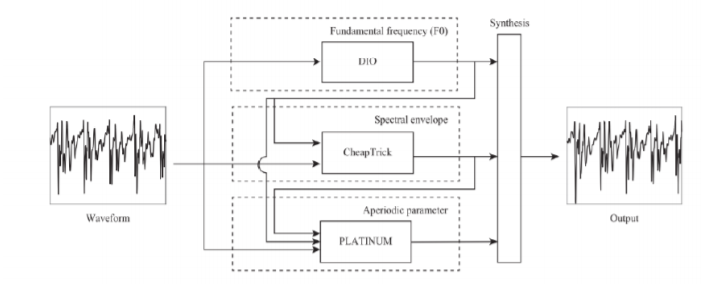 Synthesis
Fundamental frequency (F0)
DIO
Spectral envelope
CheapTrick
Waveform
Output
Aperiodic parameter
PLATINUM